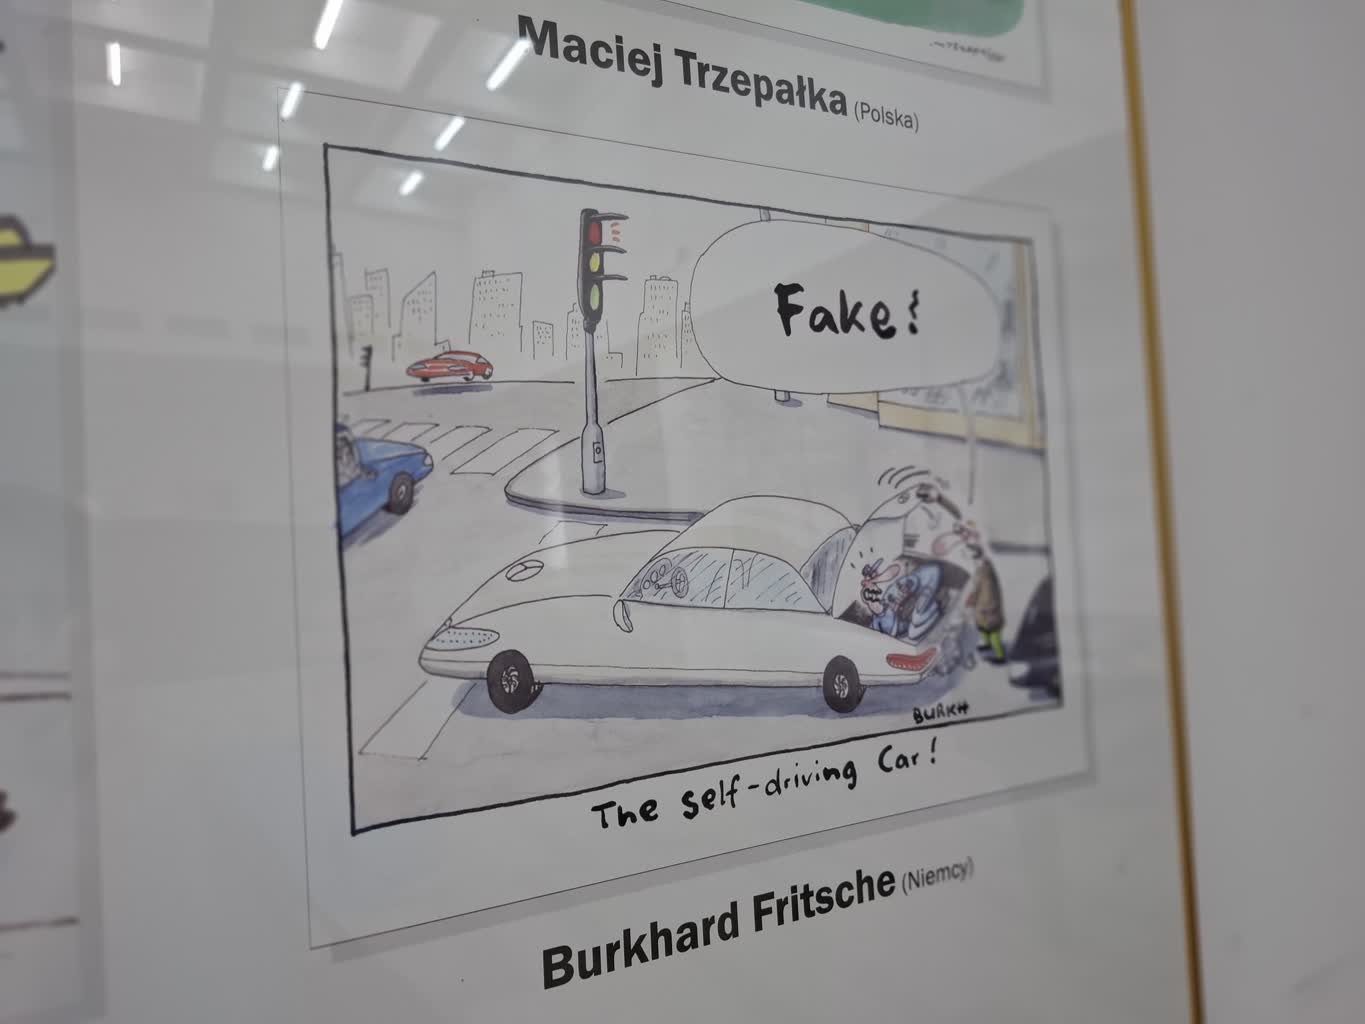 Maciej Trzepałka (Polska)
Fake!
BURKH
The self-driving Car!
Burkhard Fritsche (Niemcy)